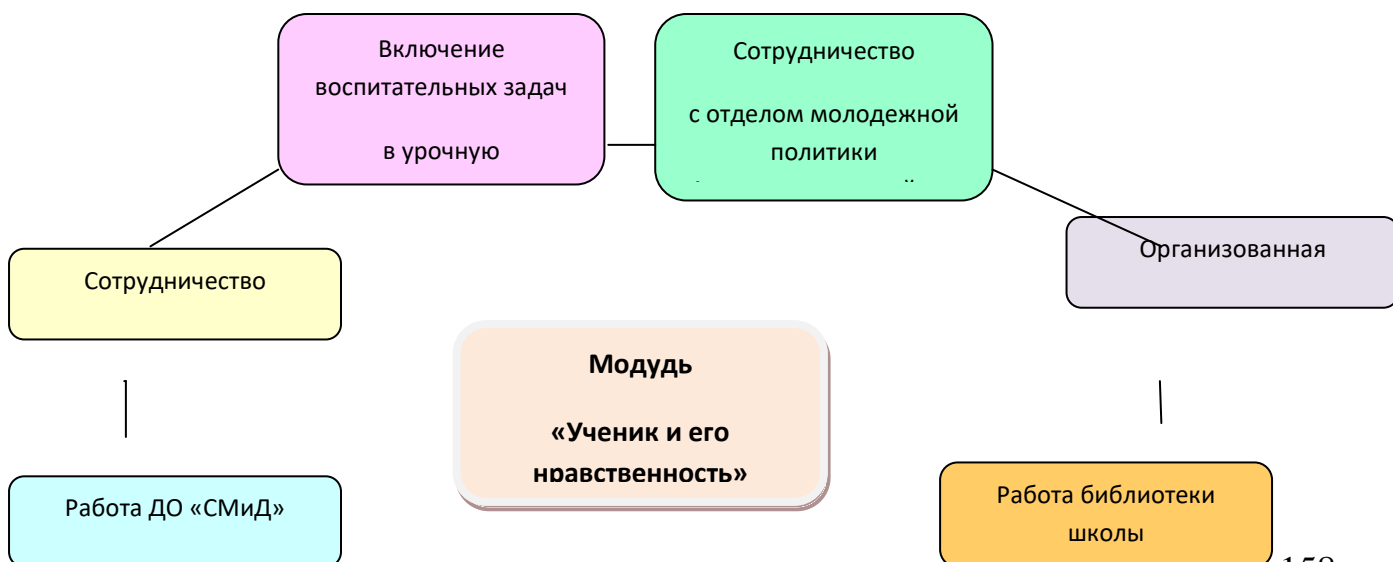 Включение
воспитательных задач
в урочную
Сотрудничество
с отделом молодежной
политики
Сотрудничество
Организованная
Модудь
«Ученик и его
нравственность»
Работа ДО «СМиД»
Работа библиотеки
школы